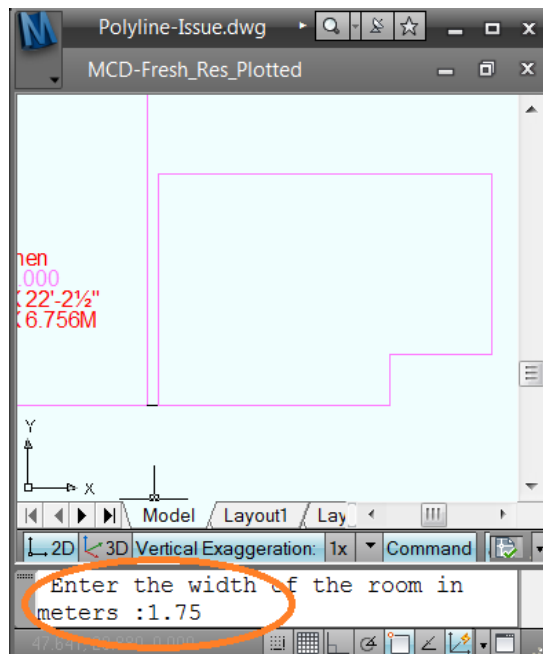 Polyline-Issue.dwg
MCD-Fresh_Res_Plotted
.000
22'-2½"
6.756M
Y
X
Model Layout1 Lay
2D 3D Vertical Exaggeration: 1x Command
Enter the width of the room in
meters :1.75